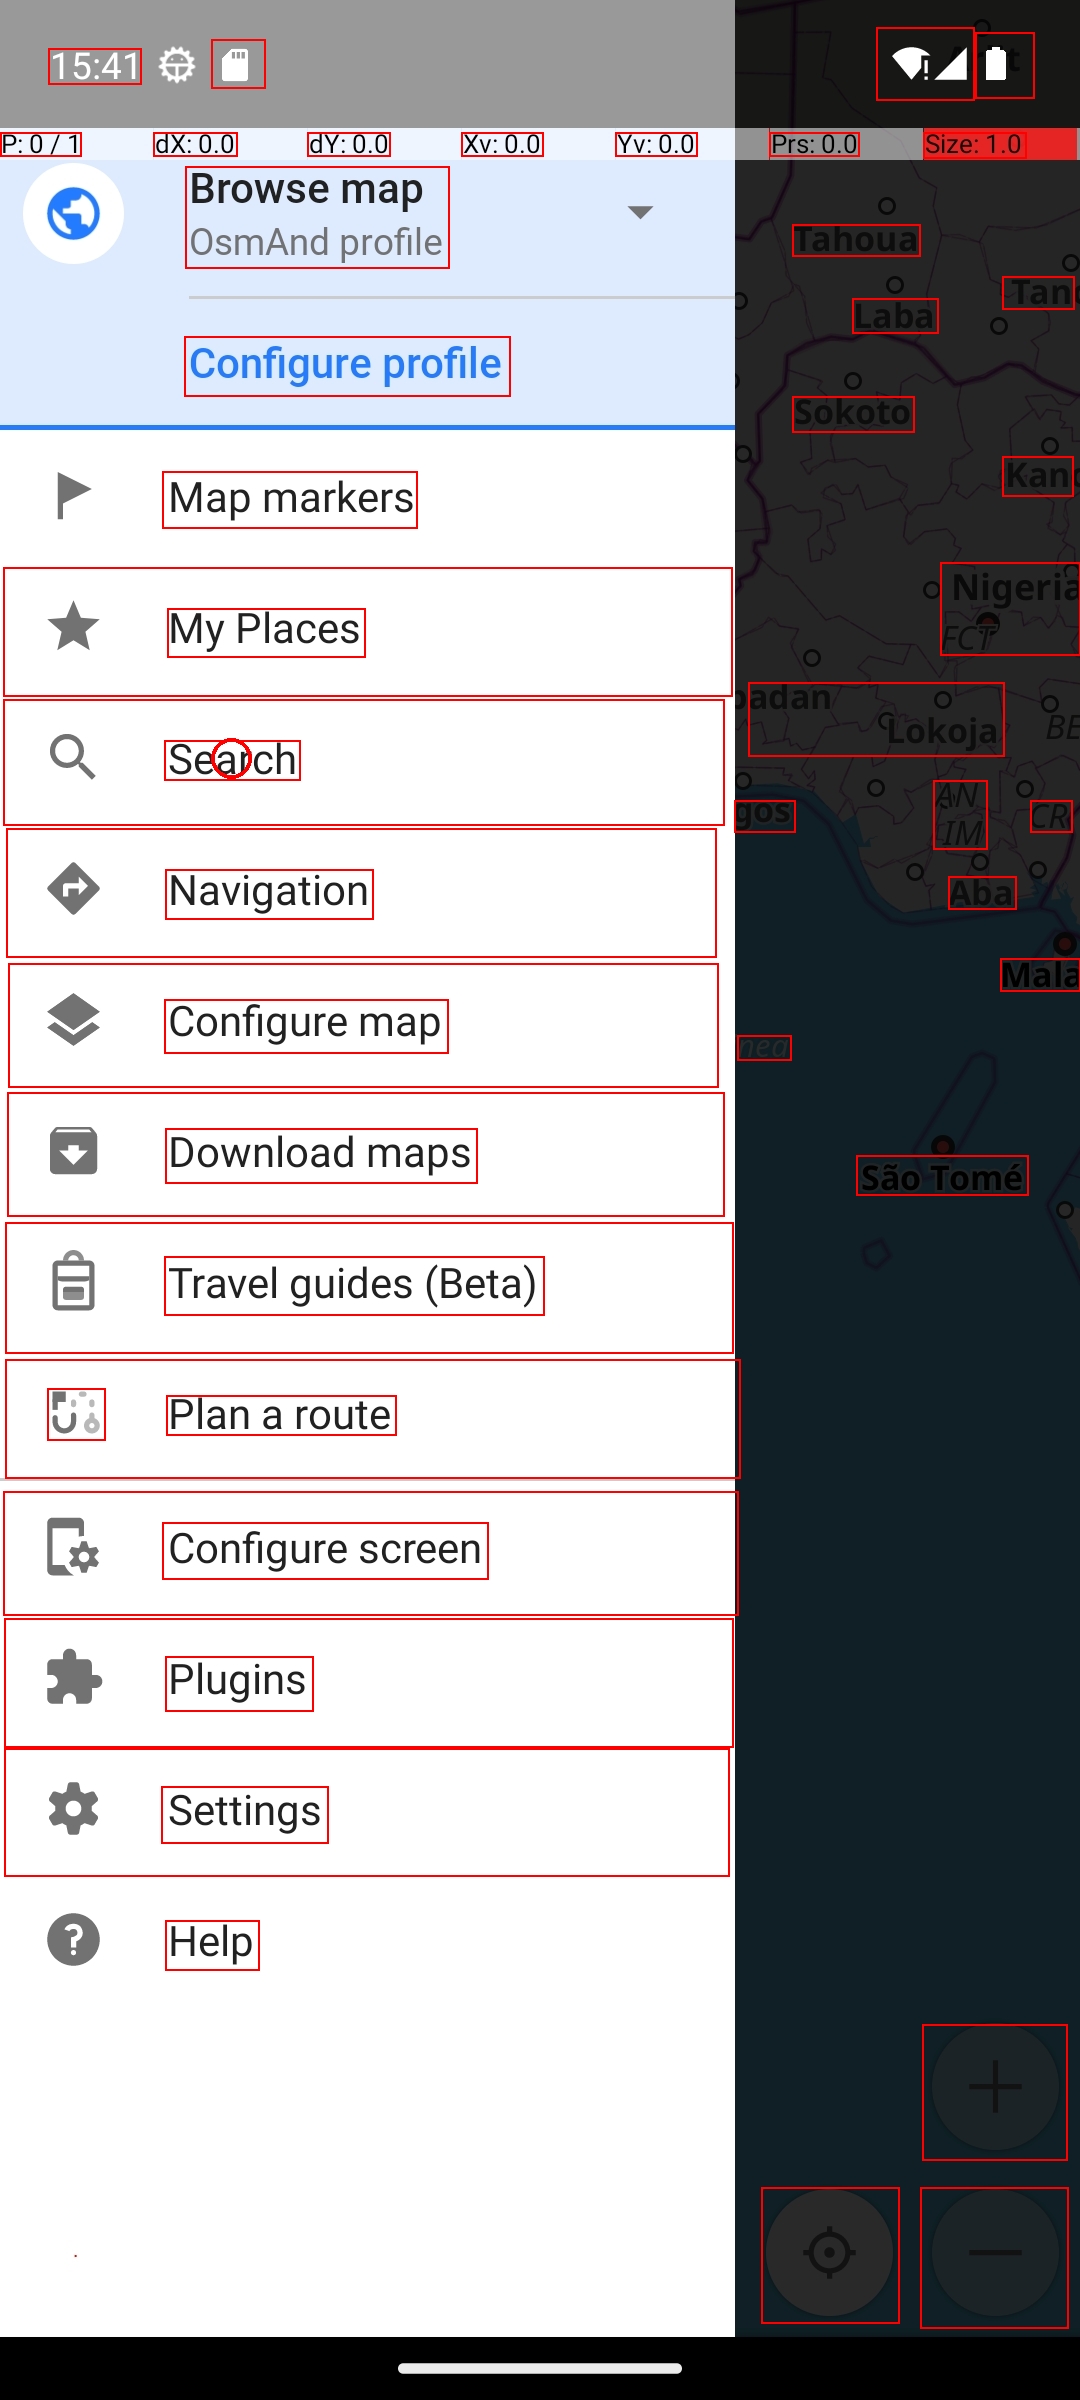 15:41
P: 0 / 1
dX: 0.0
dY: 0.0
Xv: 0.0
Yv: 0.0
Prs: 0.0
Size: 1.0
Browse map
OsmAnd profile
Configure profile
Map markers
My Places
Search
Navigation
Configure map
Download maps
Travel guides (Beta)
Plan a route
Configure screen
Plugins
Settings
Help
Tahoua
Tan
Laba
Sokoto
Kan
Nigeria
FCT
badan
Lokoja
BE
gos
AN
IM
CR
Aba
Mala
nea
São Tomé